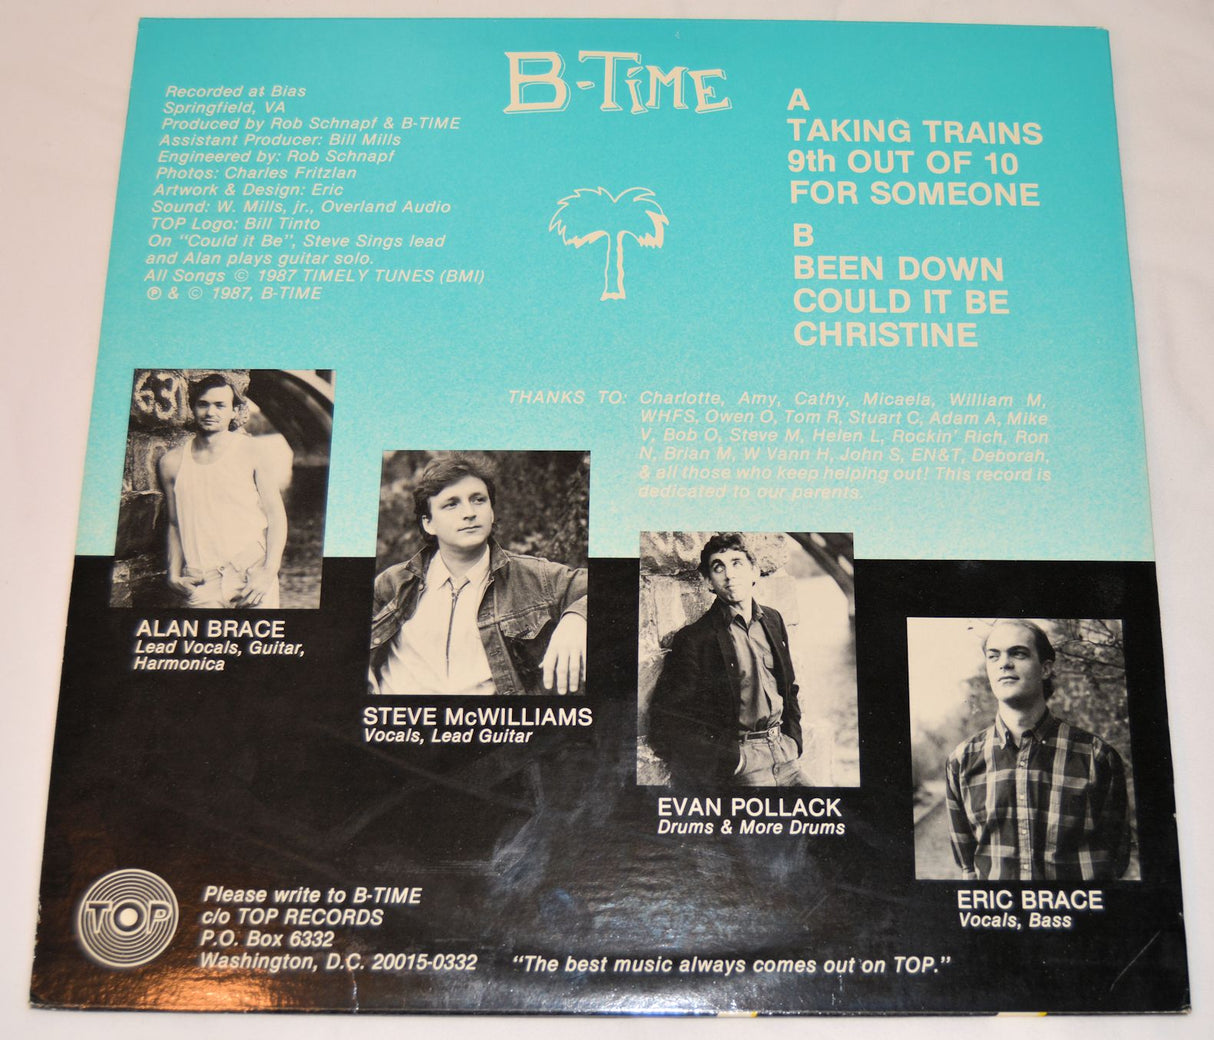 B-TiME
Recorded at Bias
Springfield, VA
Produced by Rob Schnapf & B-TIME
Assistant Producer: Bill Mills
Engineered by: Rob Schnapf
Photos: Charles Fritzlan
Artwork & Design: Eric
Sound: W. Mills, jr., Overland Audio
TOP Logo: Bill Tinto
On "Could it Be", Steve Sings lead
and Alan plays guitar solo.
All Songs © 1987 TIMELY TUNES (BMI)
℗ & © 1987, B-TIME
A
TAKING TRAINS
9th OUT OF 10
FOR SOMEONE
B
BEEN DOWN
COULD IT BE
CHRISTINE
THANKS TO: Charlotte, Amy, Cathy, Micaela, William M,
WHFS, Owen O, Tom R, Stuart C, Adam A, Mike
V, Bob O, Steve M, Helen L, Rockin' Rich, Ron
N, Brian M, W Vann H, John S, EN&T, Deborah,
& all those who keep helping out! This record is
dedicated to our parents.
631
ALAN BRACE
Lead Vocals, Guitar,
Harmonica
STEVE McWILLIAMS
Vocals, Lead Guitar
EVAN POLLACK
Drums & More Drums
ERIC BRACE
Vocals, Bass
TOP
Please write to B-TIME
c/o TOP RECORDS
P.O. Box 6332
Washington, D.C. 20015-0332
"The best music always comes out on TOP."